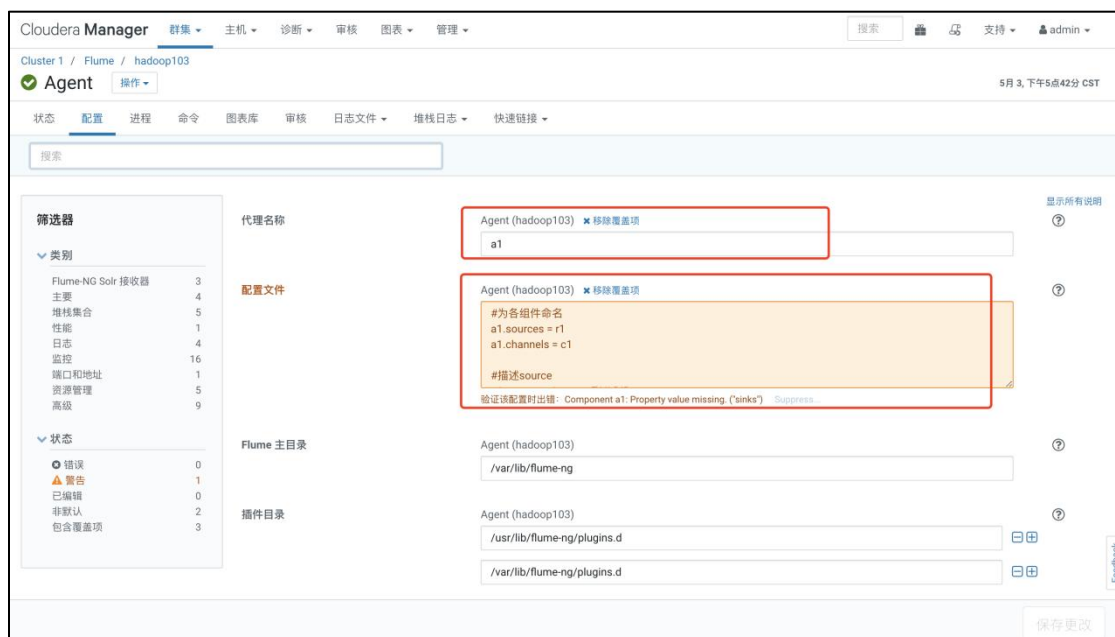 Cloudera Manager 群集 主机 诊断 审核 图表 管理 搜索 支持 admin
Cluster 1 / Flume / hadoop103
Agent 操作 5月 3, 下午5点42分 CST
状态 配置 进程 命令 图表库 审核 日志文件 堆栈日志 快速链接
搜索
显示所有说明
筛选器
类别
Flume-NG Solr 接收器 3
主要 4
堆栈集合 5
性能 1
日志 4
监控 16
端口和地址 1
资源管理 5
高级 9
状态
错误 0
警告 1
已编辑 0
非默认 2
包含覆盖项 3
代理名称
Agent (hadoop103) 移除覆盖项
a1
配置文件
Agent (hadoop103) 移除覆盖项
#为各组件命名
a1.sources = r1
a1.channels = c1
#描述source
验证该配置时出错: Component a1: Property value missing. ("sinks") Suppress...
Flume 主目录
Agent (hadoop103)
/var/lib/flume-ng
插件目录
Agent (hadoop103)
/usr/lib/flume-ng/plugins.d
/var/lib/flume-ng/plugins.d
Feedback
保存更改